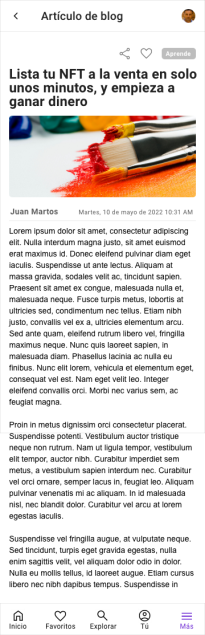 Artículo de blog
Aprende
Lista tu NFT a la venta en solo
unos minutos, y empieza a
ganar dinero
Juan Martos
Martes, 10 de mayo de 2022 10:31 AM
Lorem ipsum dolor sit amet, consectetur adipiscing
elit. Nulla interdum magna justo, sit amet euismod
erat maximus id. Donec eleifend pulvinar diam eget
iaculis. Suspendisse ut ante lectus. Aliquam at
massa gravida, sodales velit ac, tincidunt sapien.
Praesent sit amet ex congue, malesuada nulla et,
malesuada neque. Fusce turpis metus, lobortis at
ultricies sed, condimentum nec tellus. Etiam nibh
justo, convallis vel ex a, ultricies elementum arcu.
Sed ante quam, eleifend rutrum libero vel, fringilla
maximus neque. Nunc quis laoreet sapien, in
malesuada diam. Phasellus lacinia ac nulla eu
finibus. Nunc elit lorem, vehicula et elementum eget,
consequat vel est. Nam eget velit leo. Integer
eleifend convallis orci. Morbi nec varius sem, ac
feugiat magna.
Proin et metus dignissim orci consectetur placerat.
Suspendisse potenti. Vestibulum auctor tristique
neque non rutrum. Nam ut ligula tempor, vestibulum
elit tempor, auctor nibh. Curabitur imperdiet sem
metus, a vestibulum sapien interdum nec. Curabitur
vel orci ornare, semper lacus in, feugiat leo. Aliquam
pulvinar venenatis mi ac aliquam. In id malesuada
nisl, nec blandit dolor. Curabitur vel arcu at lorem
egestas iaculis.
Suspendisse vel fringilla augue, at vulputate neque.
Sed tincidunt, turpis eget gravida egestas, nulla
enim sagittis velit, vel aliquam dolor odio in dolor.
Nulla eu mollis tellus, id laoreet augue. Etiam cursus
libero nec nibh dapibus tempus. Suspendisse in
Inicio
Favoritos
Explorar
Tú
Más